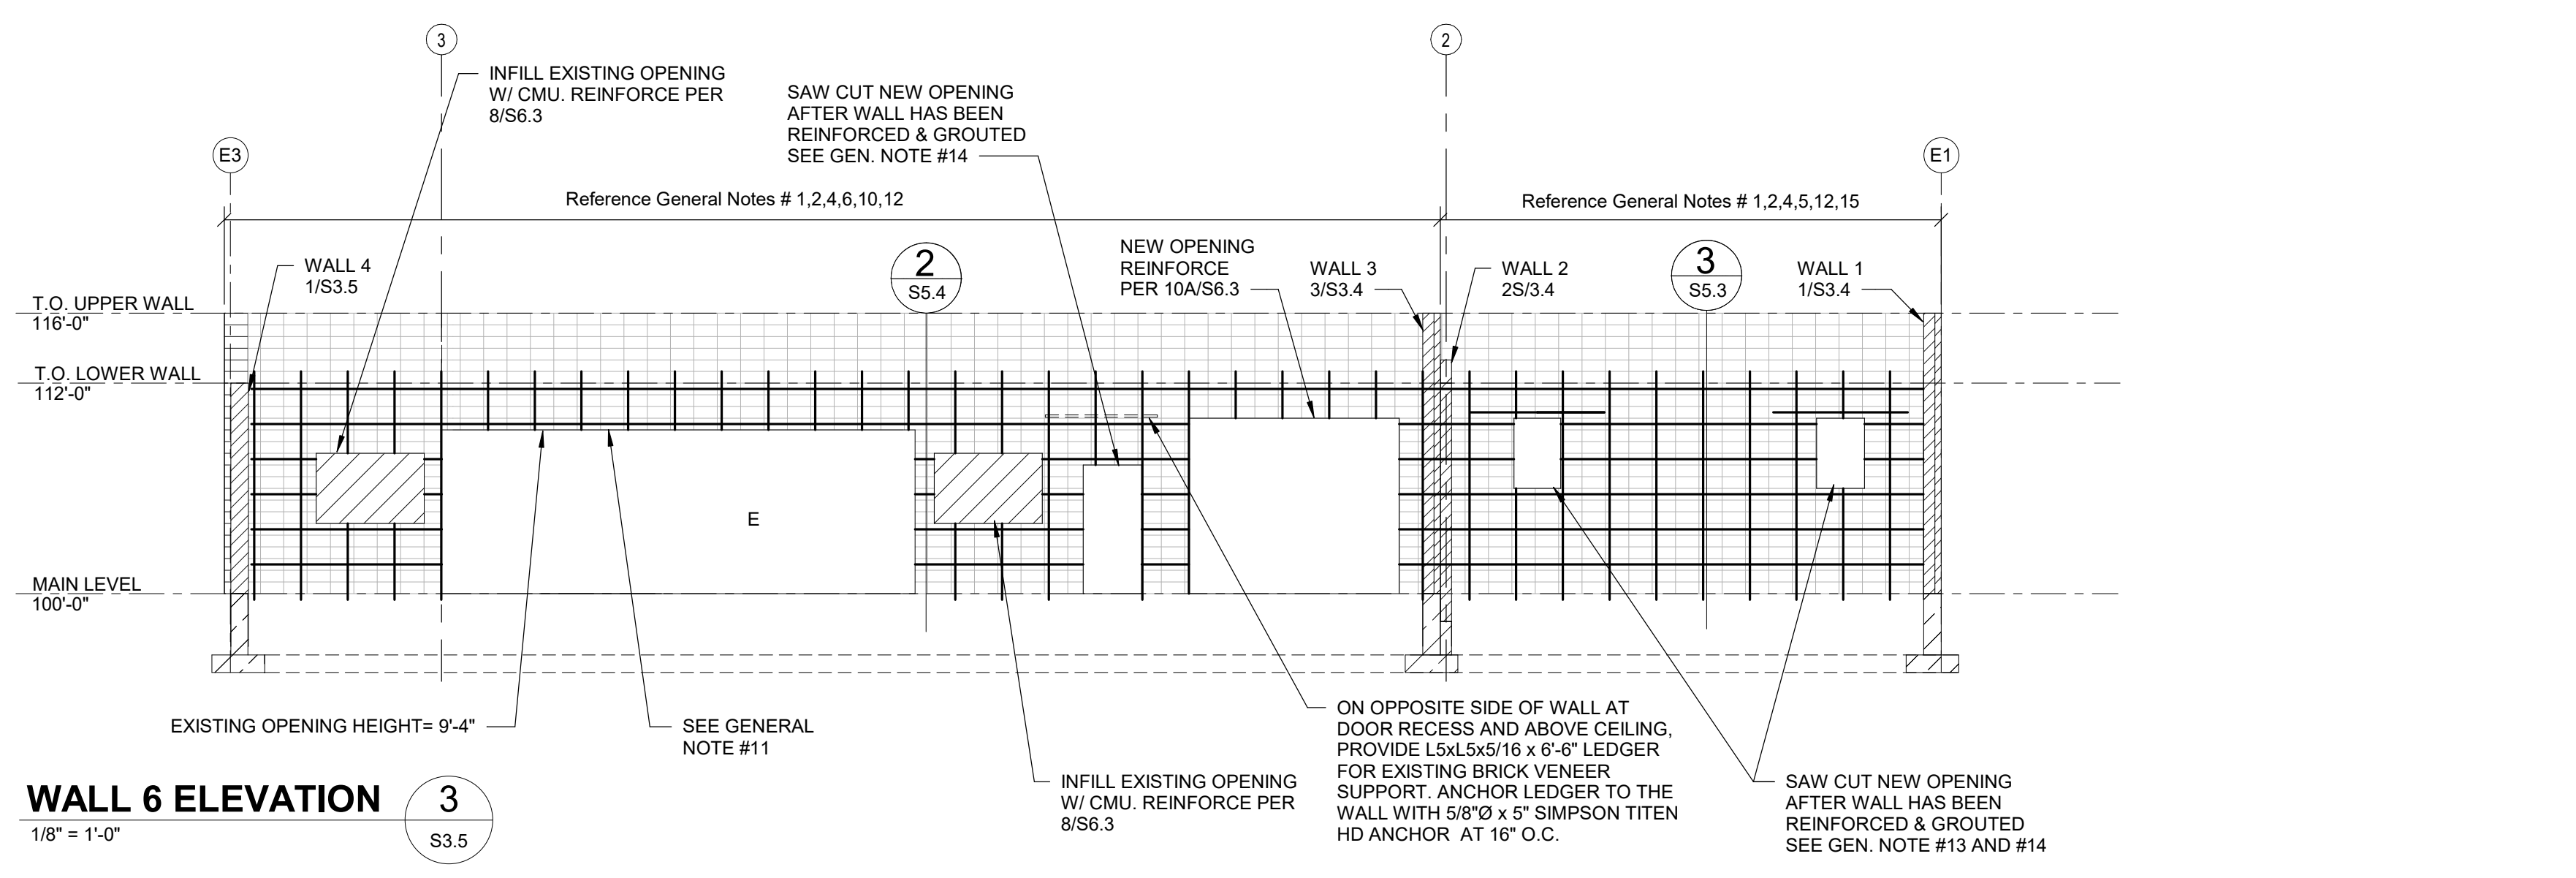 3
2
INFILL EXISTING OPENING
W/ CMU. REINFORCE PER
8/S6.3
SAW CUT NEW OPENING
AFTER WALL HAS BEEN
REINFORCED & GROUTED
SEE GEN. NOTE #14
E3
E1
Reference General Notes # 1,2,4,6,10,12
Reference General Notes # 1,2,4,5,12,15
WALL 4
1/S3.5
2
S5.4
NEW OPENING
REINFORCE
PER 10A/S6.3
WALL 3
3/S3.4
WALL 2
2S/3.4
3
S5.3
WALL 1
1/S3.4
T.O. UPPER WALL
116'-0"
T.O. LOWER WALL
112'-0"
E
MAIN LEVEL
100'-0"
EXISTING OPENING HEIGHT= 9'-4"
SEE GENERAL
NOTE #11
INFILL EXISTING OPENING
W/ CMU. REINFORCE PER
8/S6.3
ON OPPOSITE SIDE OF WALL AT
DOOR RECESS AND ABOVE CEILING,
PROVIDE L5xL5x5/16 x 6'-6" LEDGER
FOR EXISTING BRICK VENEER
SUPPORT. ANCHOR LEDGER TO THE
WALL WITH 5/8"Ø x 5" SIMPSON TITEN
HD ANCHOR AT 16" O.C.
SAW CUT NEW OPENING
AFTER WALL HAS BEEN
REINFORCED & GROUTED
SEE GEN. NOTE #13 AND #14
WALL 6 ELEVATION
1/8" = 1'-0"
3
S3.5